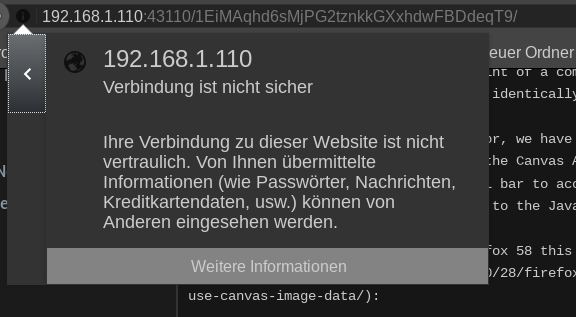 192.168.1.110:43110/1EiMAqhd6sMjPG2tznkkGXxhdwFBDdeqT9/
192.168.1.110
Verbindung ist nicht sicher
euer Ordner
int of a com
identically
Ihre Verbindung zu dieser Website ist nicht
or, we have
vertraulich. Von Ihnen übermittelte
the Canvas A
Informationen (wie Passwörter, Nachrichten,
l bar to acc
Kreditkartendaten, usw.) können von
to the Java
Anderen eingesehen werden.
fox 58 this
Weitere Informationen
0/28/firefox
use-canvas-image-data/):